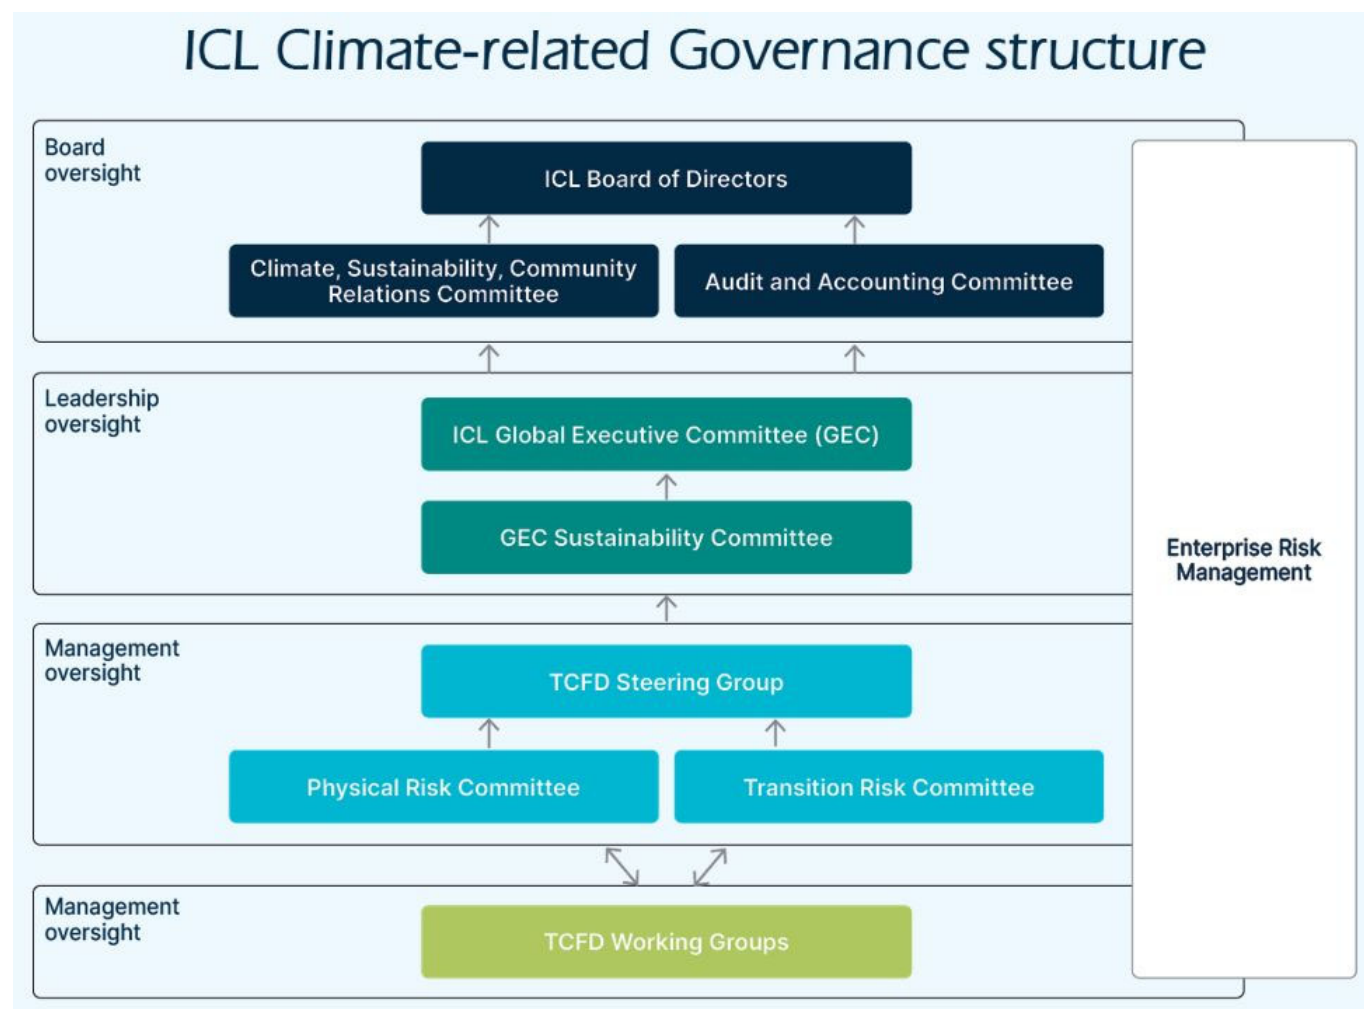 ICL Climate-related Governance structure
Board
oversight
ICL Board of Directors
Climate, Sustainability, Community
Relations Committee
Audit and Accounting Committee
Leadership
oversight
ICL Global Executive Committee (GEC)
GEC Sustainability Committee
Enterprise Risk
Management
Management
oversight
TCFD Steering Group
Physical Risk Committee
Transition Risk Committee
Management
oversight
TCFD Working Groups